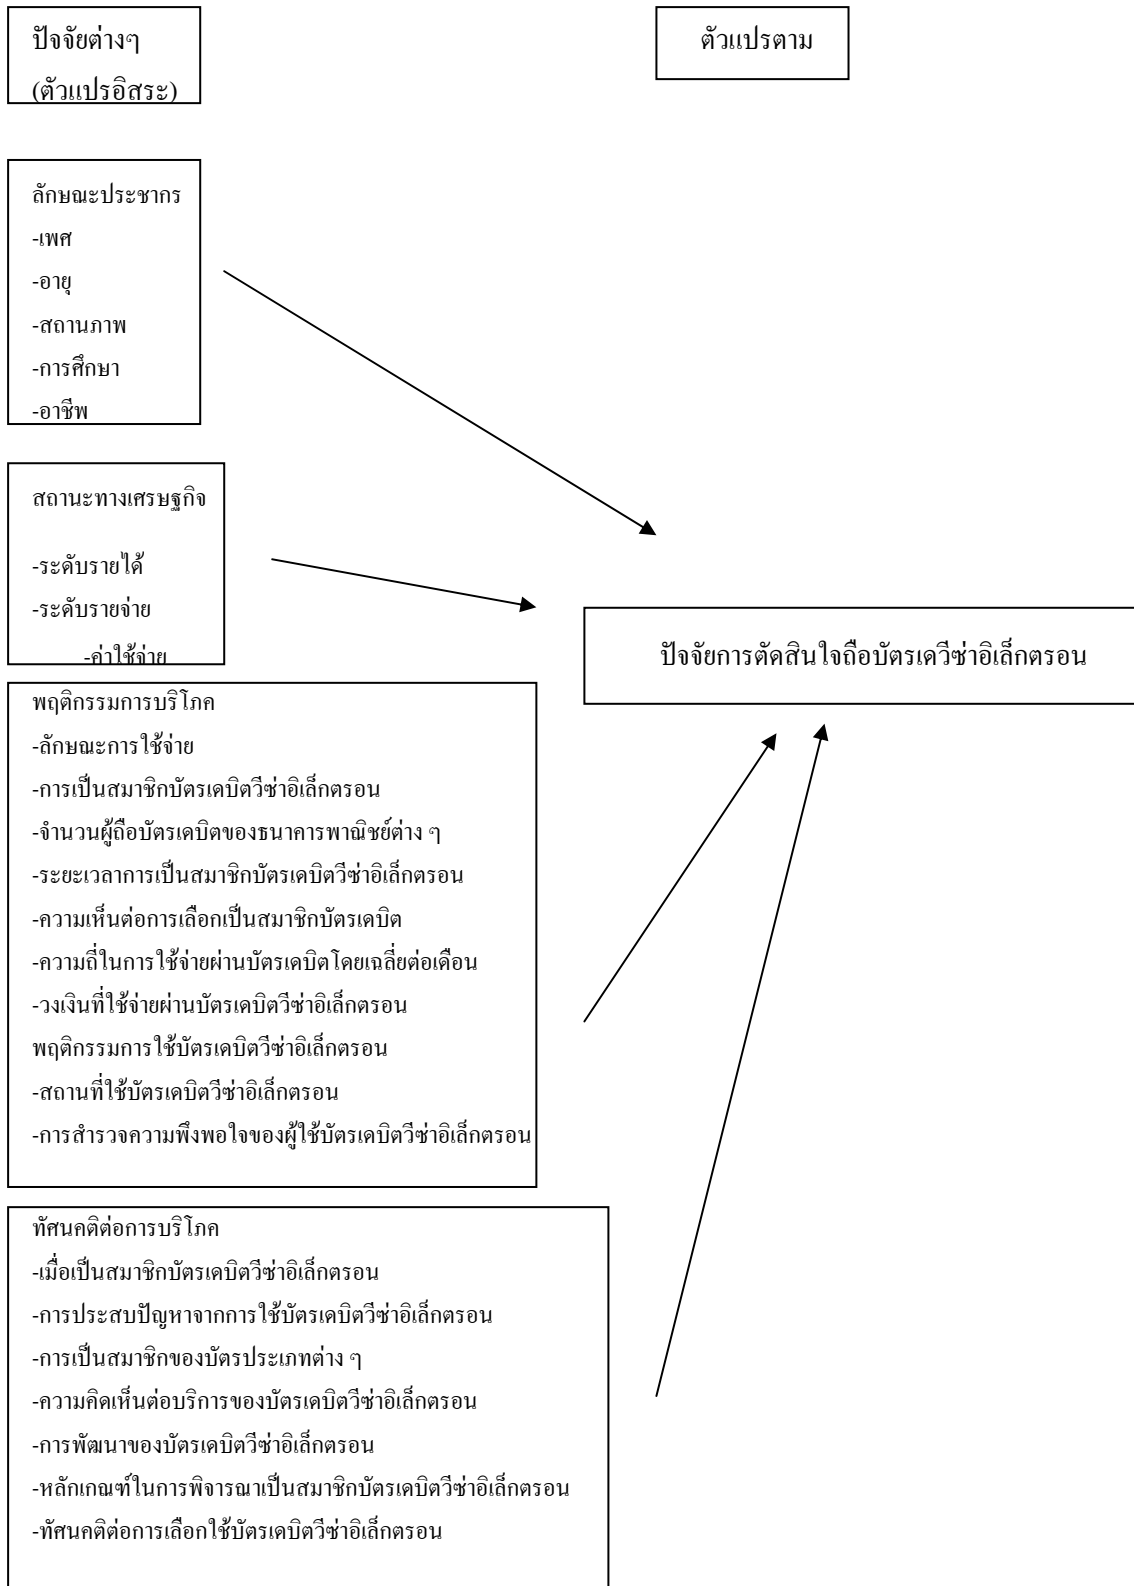 ปัจจัยต่างๆ
(ตัวแปรอิสระ)
ตัวแปรตาม
ลักษณะประชากร
-เพศ
-อายุ
-สถานภาพ
-การศึกษา
-อาชีพ
สถานะทางเศรษฐกิจ
-ระดับรายได้
-ระดับรายจ่าย
-ค่าใช้จ่าย
ปัจจัยการตัดสินใจถือบัตรเดวีซ่าอิเล็กตรอน
พฤติกรรมการบริโภค
-ลักษณะการใช้จ่าย
-การเป็นสมาชิกบัตรเดบิตวีซ่าอิเล็กตรอน
-จำนวนผู้ถือบัตรเดบิตของธนาคารพาณิชย์ต่าง ๆ
-ระยะเวลาการเป็นสมาชิกบัตรเดบิตวีซ่าอิเล็กตรอน
-ความเห็นต่อการเลือกเป็นสมาชิกบัตรเดบิต
-ความถี่ในการใช้จ่ายผ่านบัตรเดบิตโดยเฉลี่ยต่อเดือน
-วงเงินที่ใช้จ่ายผ่านบัตรเดบิตวีซ่าอิเล็กตรอน
พฤติกรรมการใช้บัตรเดบิตวีซ่าอิเล็กตรอน
-สถานที่ใช้บัตรเดบิตวีซ่าอิเล็กตรอน
-การสำรวจความพึงพอใจของผู้ใช้บัตรเดบิตวีซ่าอิเล็กตรอน
ทัศนคติต่อการบริโภค
-เมื่อเป็นสมาชิกบัตรเดบิตวีซ่าอิเล็กตรอน
-การประสบปัญหาจากการใช้บัตรเดบิตวีซ่าอิเล็กตรอน
-การเป็นสมาชิกของบัตรประเภทต่าง ๆ
-ความคิดเห็นต่อบริการของบัตรเดบิตวีซ่าอิเล็กตรอน
-การพัฒนาของบัตรเดบิตวีซ่าอิเล็กตรอน
-หลักเกณฑ์ในการพิจารณาเป็นสมาชิกบัตรเดบิตวีซ่าอิเล็กตรอน
-ทัศนคติต่อการเลือกใช้บัตรเดบิตวีซ่าอิเล็กตรอน